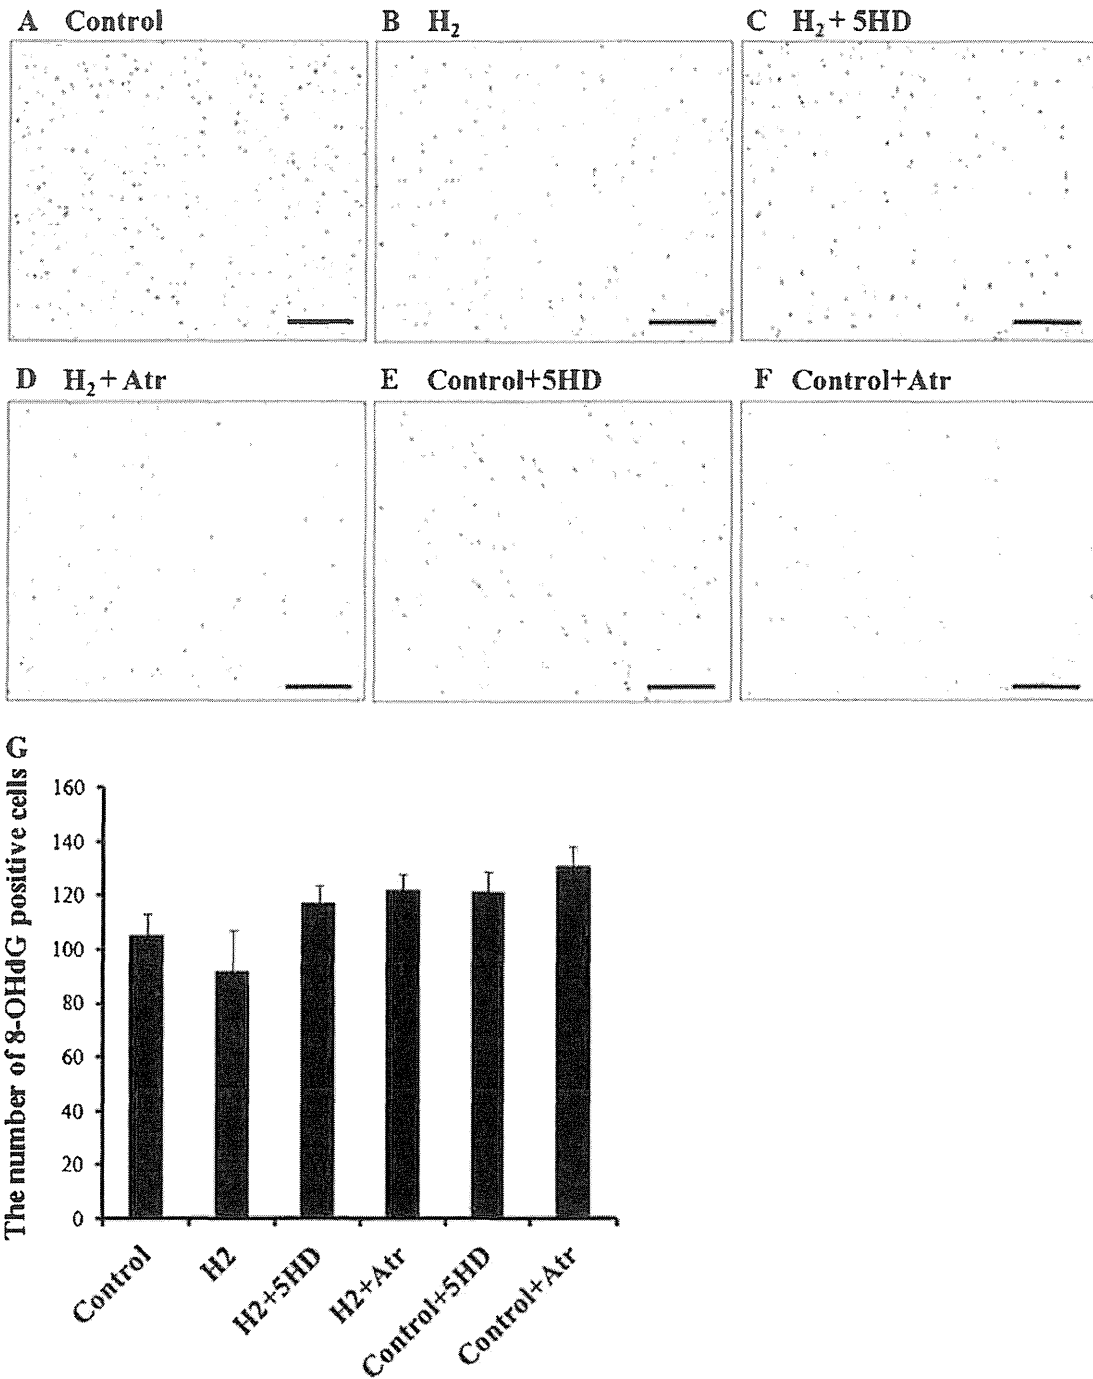 A Control
B H₂
C H₂ + 5HD
D H₂ + Atr
E Control+5HD
F Control+Atr
G
The number of 8-OHdG positive cells
160
140
120
100
80
60
40
20
0
Control
H2
H2+5HD
H2+Atr
Control+5HD
Control+Atr